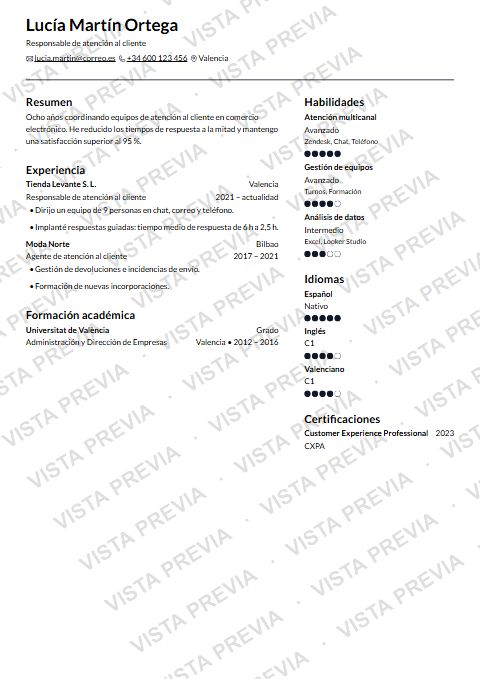 Lucía Martín Ortega
Responsable de atención al cliente
lucia.martin@correo.es +34 600 123 456 Valencia
Resumen
Ocho años coordinando equipos de atención al cliente en comercio
electrónico. He reducido los tiempos de respuesta a la mitad y mantengo
una satisfacción superior al 95 %.
Experiencia
Tienda Levante S. L. Valencia
Responsable de atención al cliente 2021 – actualidad
• Dirijo un equipo de 9 personas en chat, correo y teléfono.
• Implanté respuestas guiadas: tiempo medio de respuesta de 6 h a 2,5 h.
Moda Norte Bilbao
Agente de atención al cliente 2017 – 2021
• Gestión de devoluciones e incidencias de envío.
• Formación de nuevas incorporaciones.
Formación académica
Universitat de València Grado
Administración y Dirección de Empresas Valencia • 2012 – 2016
Habilidades
Atención multicanal
Avanzado
Zendesk, Chat, Teléfono
Gestión de equipos
Avanzado
Turnos, Formación
Análisis de datos
Intermedio
Excel, Looker Studio
Idiomas
Español
Nativo
Inglés
C1
Valenciano
C1
Certificaciones
Customer Experience Professional 2023
CXPA
VISTA PREVIA